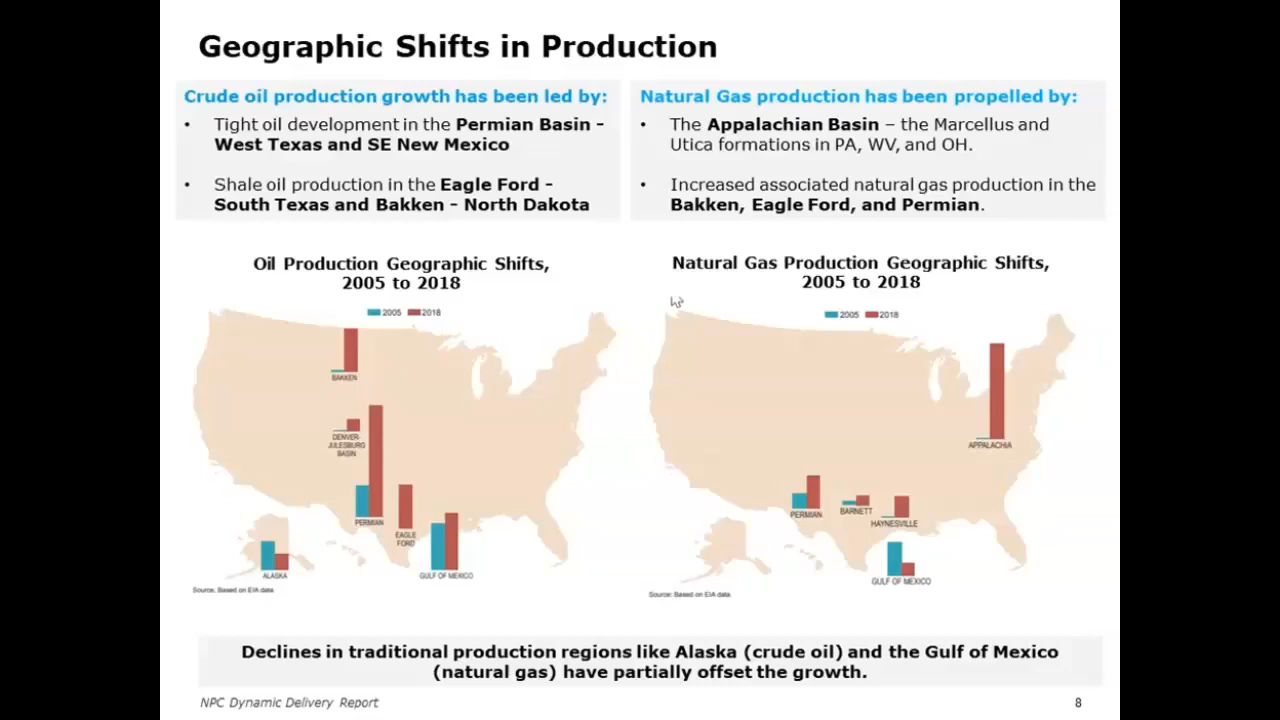 Geographic Shifts in Production
Crude oil production growth has been led by:
• Tight oil development in the Permian Basin -
West Texas and SE New Mexico
• Shale oil production in the Eagle Ford -
South Texas and Bakken - North Dakota
Natural Gas production has been propelled by:
• The Appalachian Basin – the Marcellus and
Utica formations in PA, WV, and OH.
• Increased associated natural gas production in the
Bakken, Eagle Ford, and Permian.
Oil Production Geographic Shifts,
2005 to 2018
2005 2018
BAKKEN
DENVER-
JULESBURG
BASIN
PERMIAN
EAGLE
FORD
ALASKA
GULF OF MEXICO
Source: Based on EIA data.
Natural Gas Production Geographic Shifts,
2005 to 2018
2005 2018
APPALACHIA
PERMIAN
BARNETT
HAYNESVILLE
GULF OF MEXICO
Source: Based on EIA data.
Declines in traditional production regions like Alaska (crude oil) and the Gulf of Mexico
(natural gas) have partially offset the growth.
NPC Dynamic Delivery Report
8